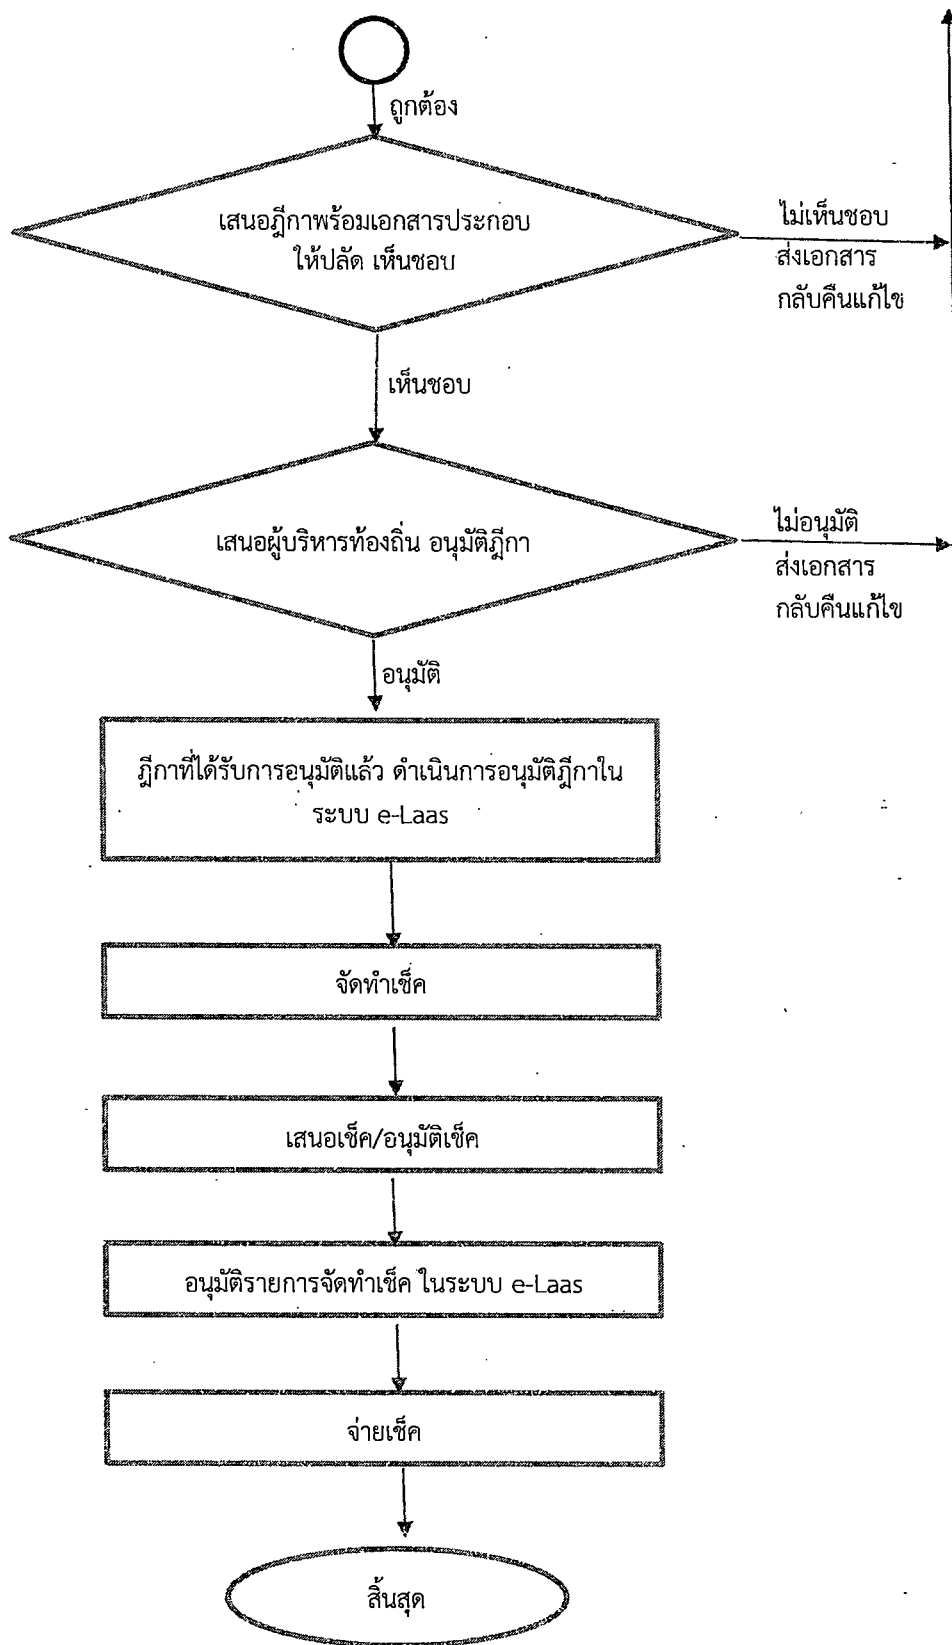 ถูกต้อง
เสนอฎีกาพร้อมเอกสารประกอบ
ให้ปลัด เห็นชอบ
ไม่เห็นชอบ
ส่งเอกสาร
กลับคืนแก้ไข
เห็นชอบ
เสนอผู้บริหารท้องถิ่น อนุมัติฎีกา
ไม่อนุมัติ
ส่งเอกสาร
กลับคืนแก้ไข
อนุมัติ
ฎีกาที่ได้รับการอนุมัติแล้ว ดำเนินการอนุมัติฎีกาใน
ระบบ e-Laas
จัดทำเช็ค
เสนอเช็ค/อนุมัติเช็ค
อนุมัติรายการจัดทำเช็ค ในระบบ e-Laas
จ่ายเช็ค
สิ้นสุด